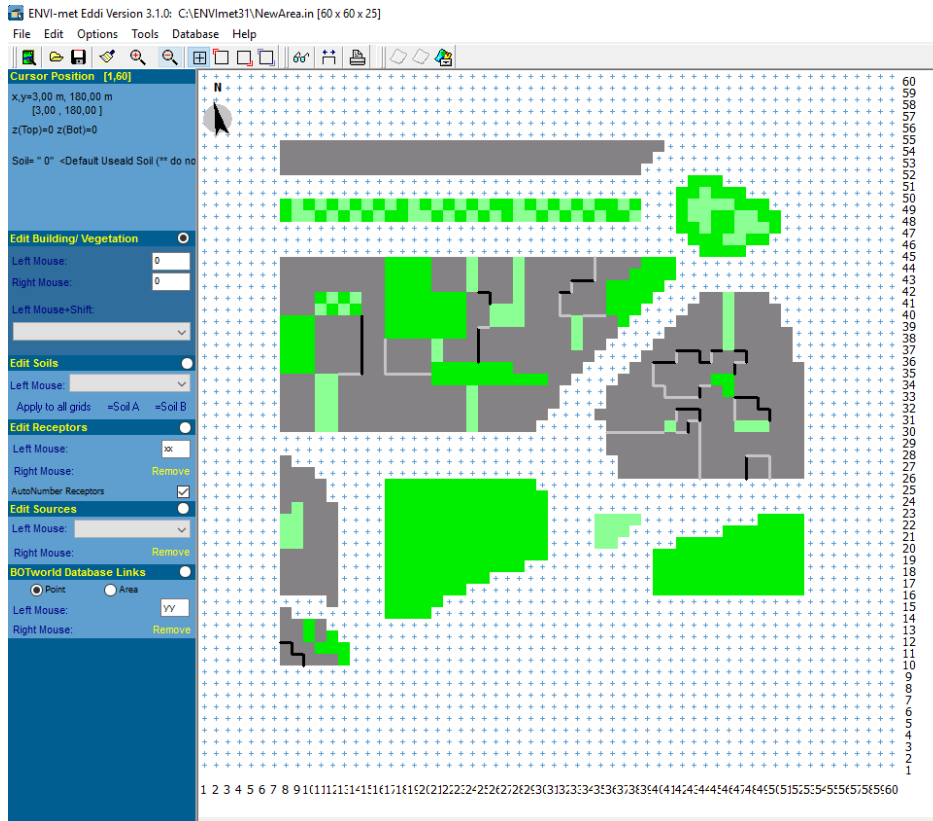 ENVI-met Eddi Version 3.1.0: C:\ENVImet31\NewArea.in [60 x 60 x 25]
File Edit Options Tools Database Help
Cursor Position [1,60]
x,y=3,00 m, 180,00 m
[3,00 , 180,00 ]
z(Top)=0 z(Bot)=0
Soil= " 0" <Default Useald Soil (** do no
Edit Building/ Vegetation
Left Mouse: 0
Right Mouse: 0
Left Mouse+Shift:
Edit Soils
Left Mouse:
Apply to all grids =Soil A =Soil B
Edit Receptors
Left Mouse: xx
Right Mouse: Remove
AutoNumber Receptors
Edit Sources
Left Mouse:
Right Mouse: Remove
BOTworld Database Links
Point Area
Left Mouse: yy
Right Mouse: Remove
N
60
59
58
57
56
55
54
53
52
51
50
49
48
47
46
45
44
43
42
41
40
39
38
37
36
35
34
33
32
31
30
29
28
27
26
25
24
23
22
21
20
19
18
17
16
15
14
13
12
11
10
9
8
7
6
5
4
3
2
1
1 2 3 4 5 6 7 8 9